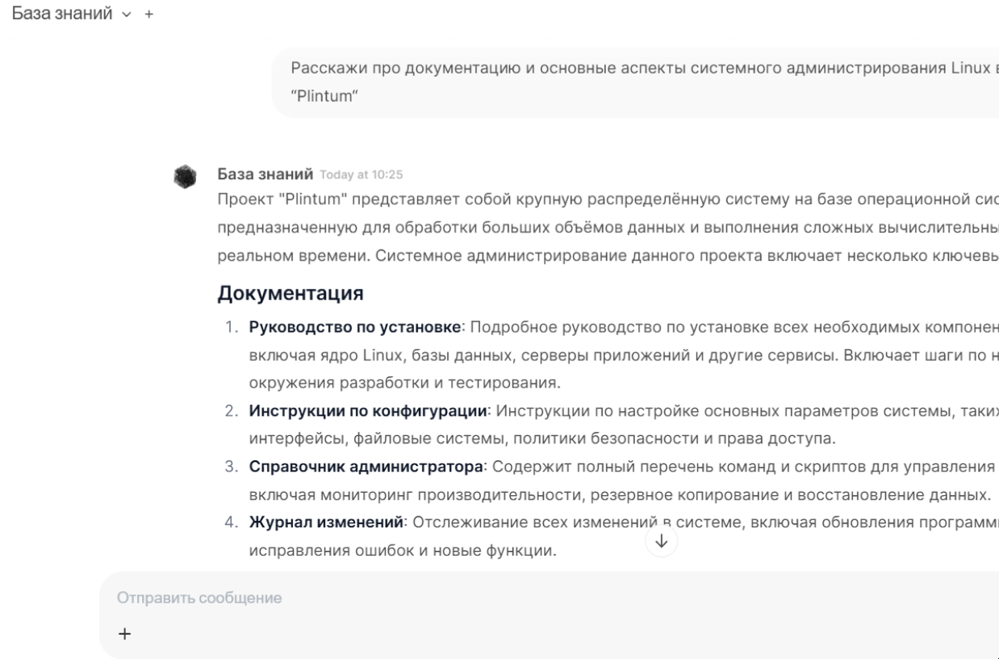 База знаний
Расскажи про документацию и основные аспекты системного администрирования Linux в
“Plintum“
База знаний Today at 10:25
Проект "Plintum" представляет собой крупную распределённую систему на базе операционной сис
предназначенную для обработки больших объёмов данных и выполнения сложных вычислительны
реальном времени. Системное администрирование данного проекта включает несколько ключевы
Документация
1. Руководство по установке: Подробное руководство по установке всех необходимых компонен
включая ядро Linux, базы данных, серверы приложений и другие сервисы. Включает шаги по н
окружения разработки и тестирования.
2. Инструкции по конфигурации: Инструкции по настройке основных параметров системы, таких
интерфейсы, файловые системы, политики безопасности и права доступа.
3. Справочник администратора: Содержит полный перечень команд и скриптов для управления
включая мониторинг производительности, резервное копирование и восстановление данных.
4. Журнал изменений: Отслеживание всех изменений в системе, включая обновления программ
исправления ошибок и новые функции.
Отправить сообщение